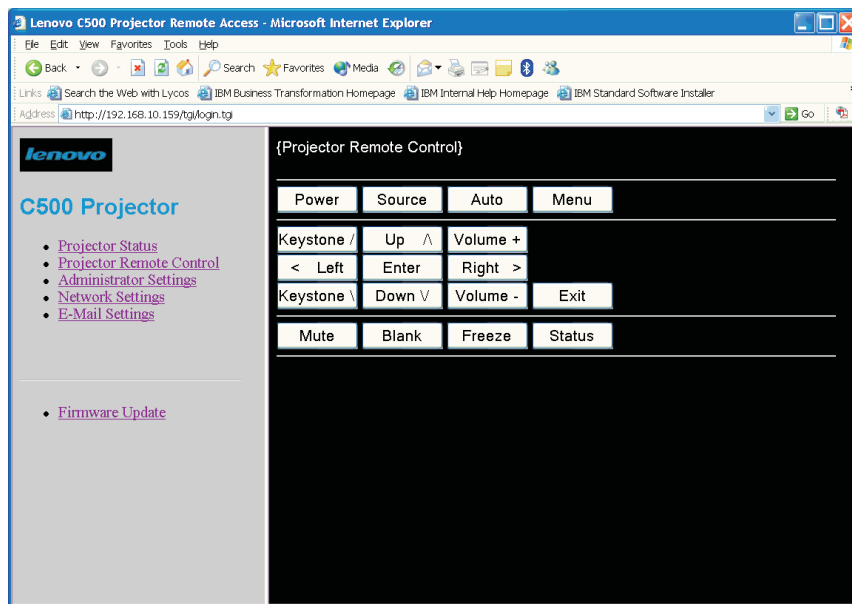 Lenovo C500 Projector Remote Access - Microsoft Internet Explorer
File Edit View Favorites Tools Help
Back Search Favorites Media
Links Search the Web with Lycos IBM Business Transformation Homepage IBM Internal Help Homepage IBM Standard Software Installer
Address http://192.168.10.159/tgi/login.tgi Go
lenovo
C500 Projector
Projector Status
Projector Remote Control
Administrator Settings
Network Settings
E-Mail Settings
Firmware Update
{Projector Remote Control}
Power Source Auto Menu
Keystone / Up /\ Volume +
< Left Enter Right >
Keystone \ Down \/ Volume - Exit
Mute Blank Freeze Status